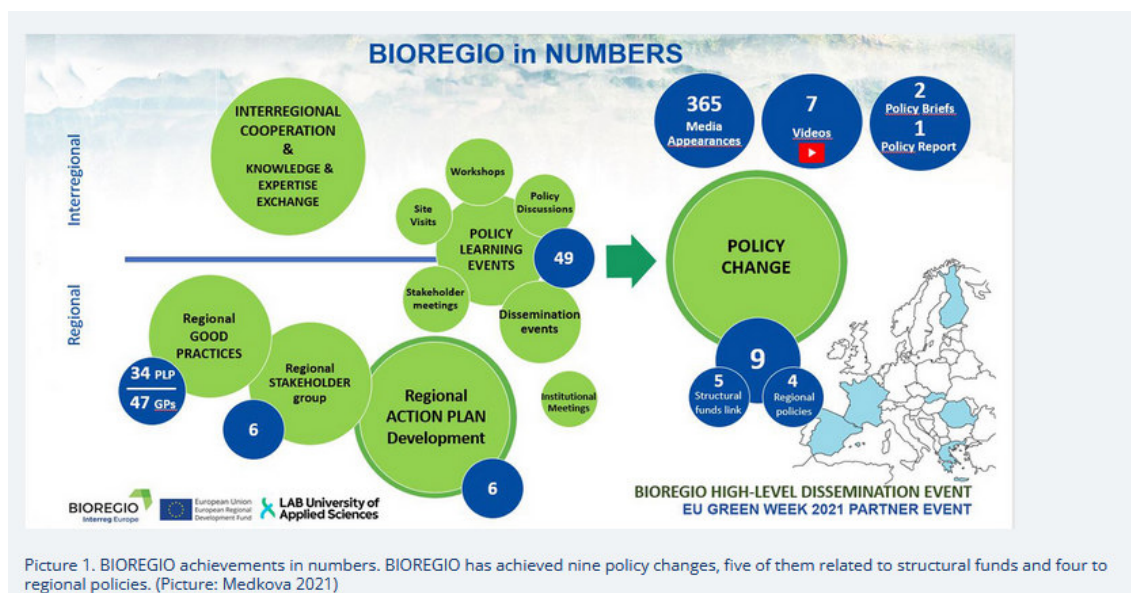 BIOREGIO in NUMBERS
Interregional
INTERREGIONAL
COOPERATION
&
KNOWLEDGE &
EXPERTISE
EXCHANGE
Workshops
Site
Visits
Policy
Discussions
POLICY
LEARNING
EVENTS
49
Stakeholder
meetings
Dissemination
events
Institutional
Meetings
365
Media
Appearances
7
Videos
2
Policy Briefs
1
Policy Report
POLICY
CHANGE
9
5
Structural
funds link
4
Regional
policies
Regional
Regional
GOOD
PRACTICES
34 PLP
47 GPs
Regional
STAKEHOLDER
group
6
Regional
ACTION PLAN
Development
6
BIOREGIO
Interreg Europe
European Union
European Regional
Development Fund
LAB University of
Applied Sciences
BIOREGIO HIGH-LEVEL DISSEMINATION EVENT
EU GREEN WEEK 2021 PARTNER EVENT
Picture 1. BIOREGIO achievements in numbers. BIOREGIO has achieved nine policy changes, five of them related to structural funds and four to
regional policies. (Picture: Medkova 2021)